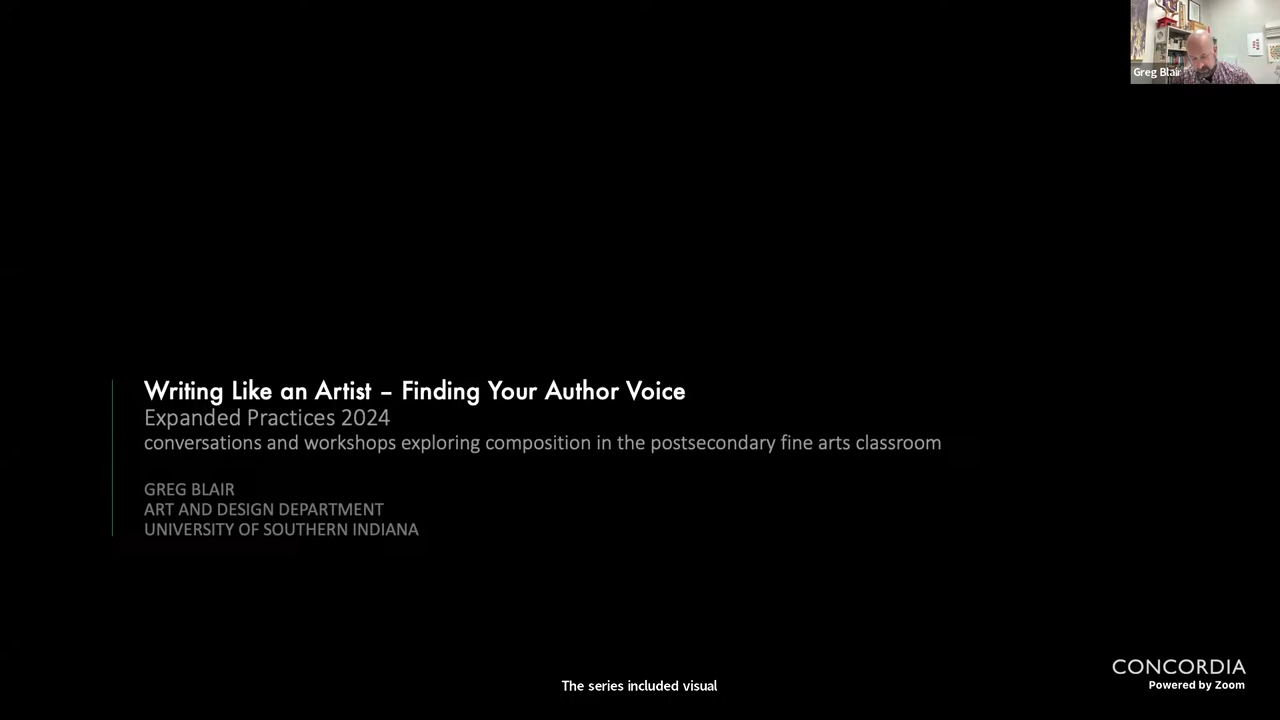 Greg Blair
Writing Like an Artist – Finding Your Author Voice
Expanded Practices 2024
conversations and workshops exploring composition in the postsecondary fine arts classroom
GREG BLAIR
ART AND DESIGN DEPARTMENT
UNIVERSITY OF SOUTHERN INDIANA
CONCORDIA
Powered by Zoom
The series included visual